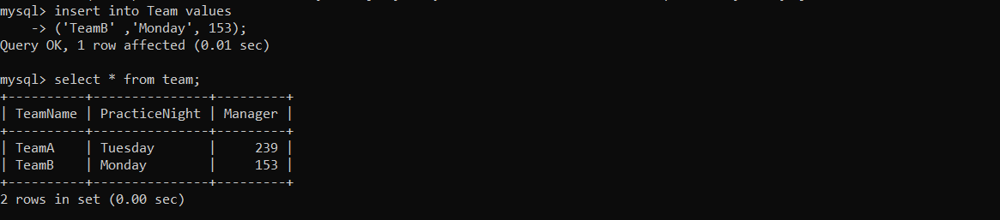 mysql> insert into Team values
    -> ('TeamB' ,'Monday', 153);
Query OK, 1 row affected (0.01 sec)
mysql> select * from team;
+----------+---------------+---------+
| TeamName | PracticeNight | Manager |
+----------+---------------+---------+
| TeamA    | Tuesday       |     239 |
| TeamB    | Monday        |     153 |
+----------+---------------+---------+
2 rows in set (0.00 sec)